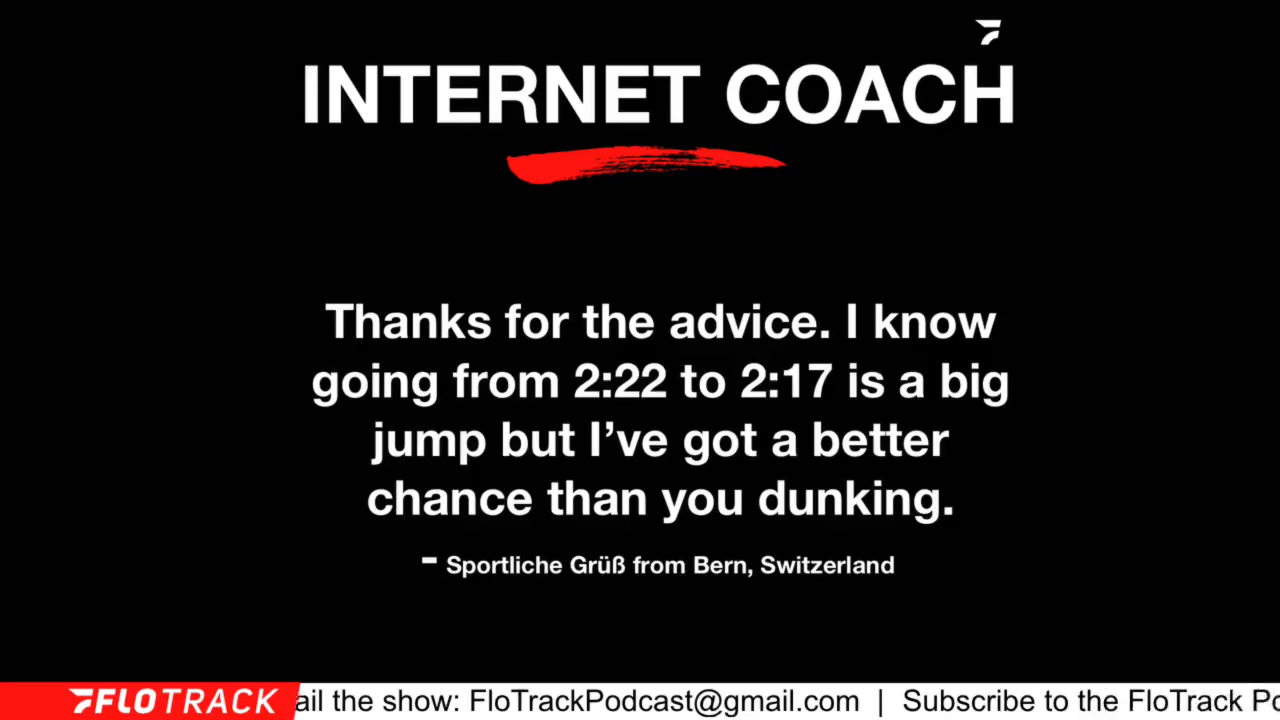 INTERNET COACH
Thanks for the advice. I know
going from 2:22 to 2:17 is a big
jump but I’ve got a better
chance than you dunking.
- Sportliche Grüß from Bern, Switzerland
FLOTRACK ail the show: FloTrackPodcast@gmail.com | Subscribe to the FloTrack Po